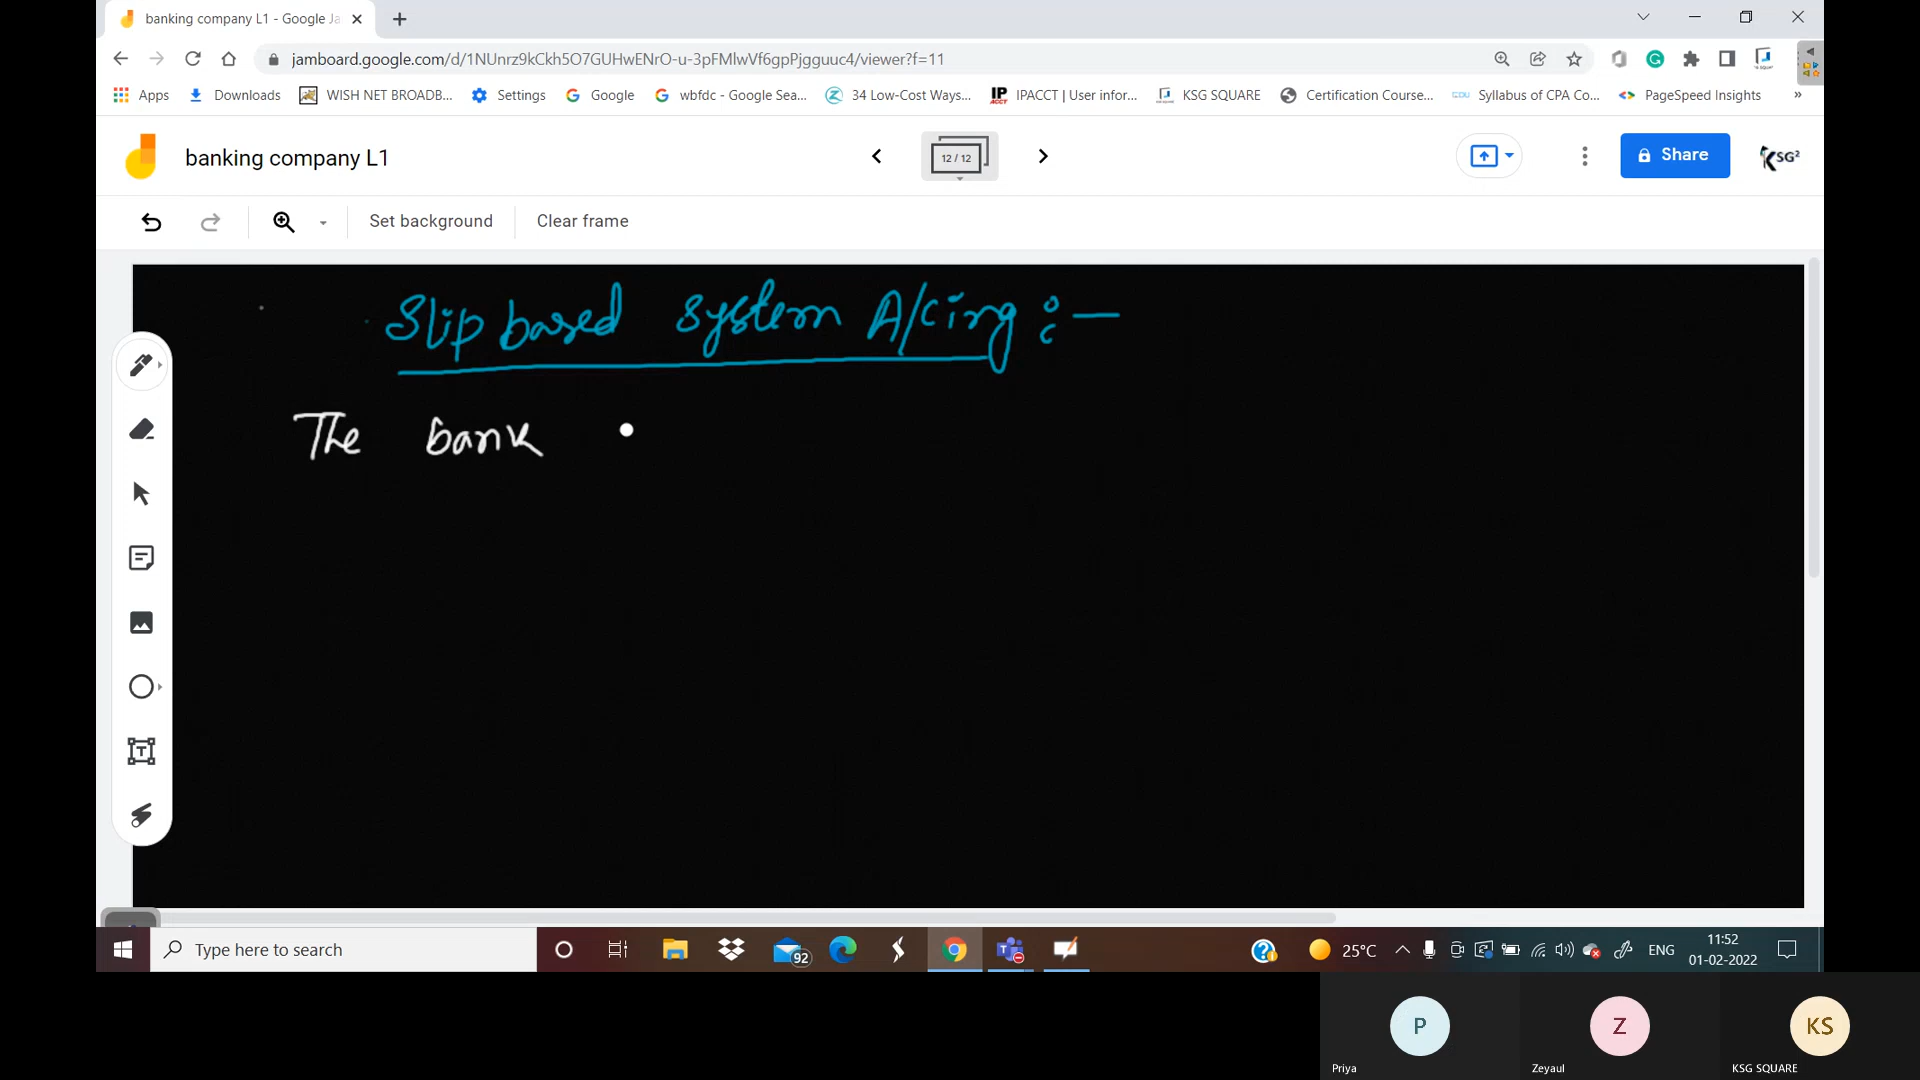 banking company L1 - Google Ja
jamboard.google.com/d/1NUnrz9kCkh5O7GUHwENrO-u-3pFMlwVf6gpPjgguuc4/viewer?f=11
Apps Downloads WISH NET BROADB... Settings Google wbfdc - Google Sea... 34 Low-Cost Ways... IPACCT | User infor... KSG SQUARE Certification Course... Syllabus of CPA Co... PageSpeed Insights »
banking company L1
12 / 12
Share
KSG²
Set background Clear frame
Slip based system A/cing :-
The bank
Type here to search
92
25°C
ENG
11:52
01-02-2022
P Z KS
Priya Zeyaul KSG SQUARE